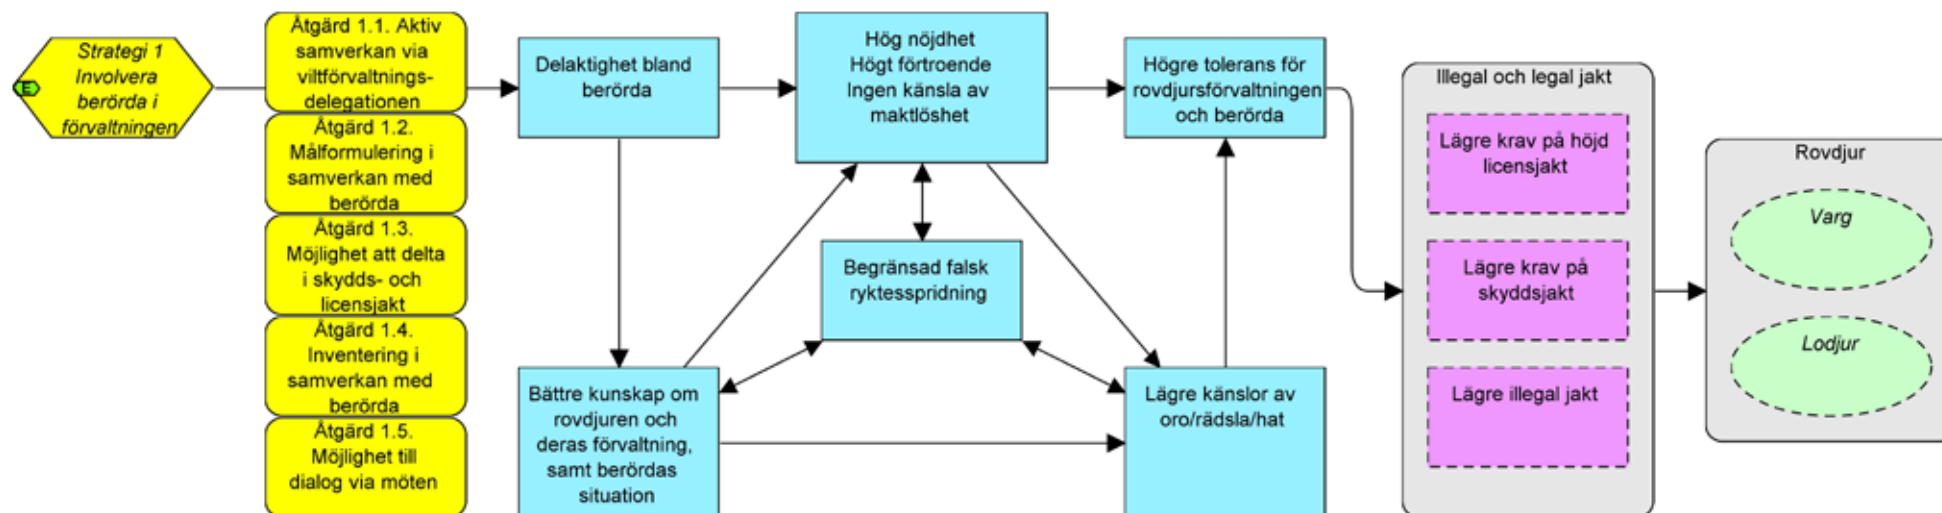 Strategi 1
Involvera
berörda i
förvaltningen
E
Åtgärd 1.1. Aktiv
samverkan via
viltförvaltnings-
delegationen
Åtgärd 1.2.
Målformulering i
samverkan med
berörda
Åtgärd 1.3.
Möjlighet att delta
i skydds- och
licensjakt
Åtgärd 1.4.
Inventering i
samverkan med
berörda
Åtgärd 1.5.
Möjlighet till
dialog via möten
Delaktighet bland
berörda
Bättre kunskap om
rovdjuren och
deras förvaltning,
samt berördas
situation
Hög nöjdhet
Högt förtroende
Ingen känsla av
maktlöshet
Begränsad falsk
ryktesspridning
Högre tolerans för
rovdjursförvaltningen
och berörda
Lägre känslor av
oro/rädsla/hat
Illegal och legal jakt
Lägre krav på höjd
licensjakt
Lägre krav på
skyddsjakt
Lägre illegal jakt
Rovdjur
Varg
Lodjur